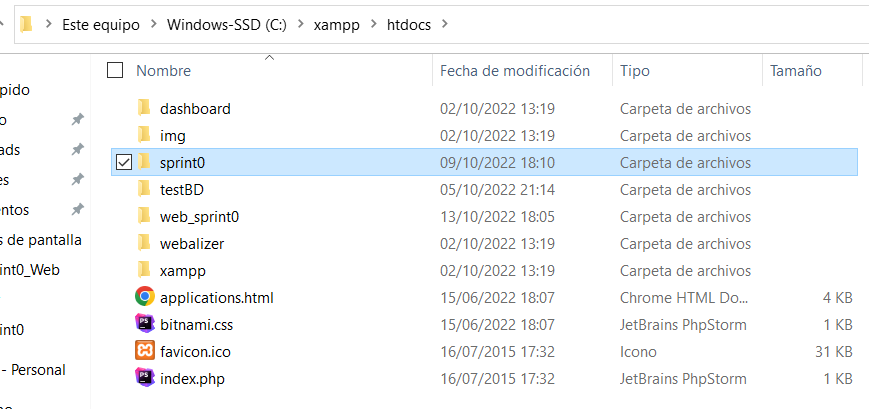 Este equipo > Windows-SSD (C:) > xampp > htdocs >
Nombre Fecha de modificación Tipo Tamaño
pido
o
ads
es
entos
s de pantalla
int0_Web
int0
- Personal
dashboard 02/10/2022 13:19 Carpeta de archivos
img 02/10/2022 13:19 Carpeta de archivos
sprint0 09/10/2022 18:10 Carpeta de archivos
testBD 05/10/2022 21:14 Carpeta de archivos
web_sprint0 13/10/2022 18:05 Carpeta de archivos
webalizer 02/10/2022 13:19 Carpeta de archivos
xampp 02/10/2022 13:19 Carpeta de archivos
applications.html 15/06/2022 18:07 Chrome HTML Do... 4 KB
bitnami.css 15/06/2022 18:07 JetBrains PhpStorm 1 KB
favicon.ico 16/07/2015 17:32 Icono 31 KB
index.php 16/07/2015 17:32 JetBrains PhpStorm 1 KB